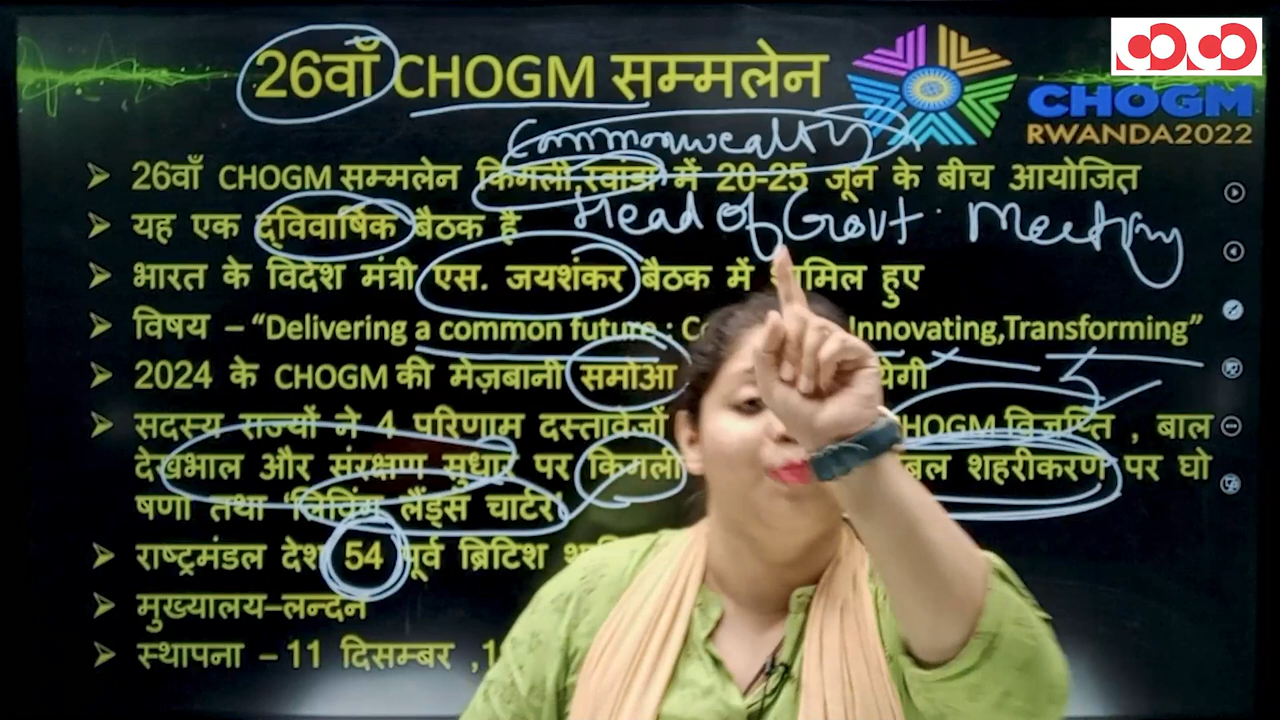 26वाँ CHOGM सम्मलेन
CHOGM
RWANDA2022
Commonwealth
26वाँ CHOGM सम्मलेन किगली,रवांडा में 20-25 जून के बीच आयोजित
Head of Govt. Meeting
यह एक द्विवार्षिक बैठक है
भारत के विदेश मंत्री एस. जयशंकर बैठक में हुए
विषय – “Delivering a common future : Innovating,Transforming”
2024 के CHOGM की मेज़बानी समोआ
सदस्य राज्यों ने 4 परिणाम दस्तावेजों CHOGM विज्ञप्ति , बाल
देखभाल और संरक्षण सुधार पर किगली शहरीकरण पर घो
षणा तथा 'लिविंग लैंड्स चार्टर'
राष्ट्रमंडल देश 54 पूर्व ब्रिटिश
मुख्यालय–लन्दन
स्थापना – 11 दिसम्बर ,1